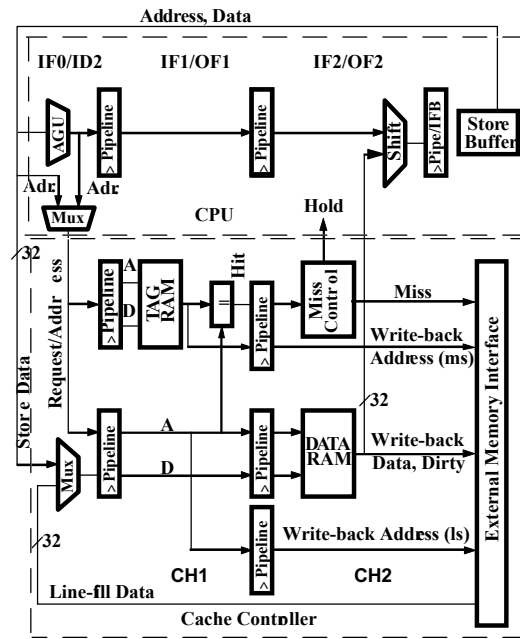 Address, Data
IF0/ID2
IF1/OF1
IF2/OF2
AGU
>Pipeline
>Pipeline
Shift
>Pipe/IFB
Store
Buffer
Adr.
Adr.
Mux
CPU
Hold
32
Request/Addr ess
>Pipeline
A
D
TAG
RAM
=
Hit
>Pipeline
Miss
Control
Miss
Write-back
Address (ms)
External Memory Interface
Stor e Data
32
Mux
>Pipeline
A
D
>Pipeline
DATA
RAM
Write-back
Data, Dirty
32
>Pipeline
Write-back Address (ls)
CH1
CH2
Line-fill Data
Cache Controller